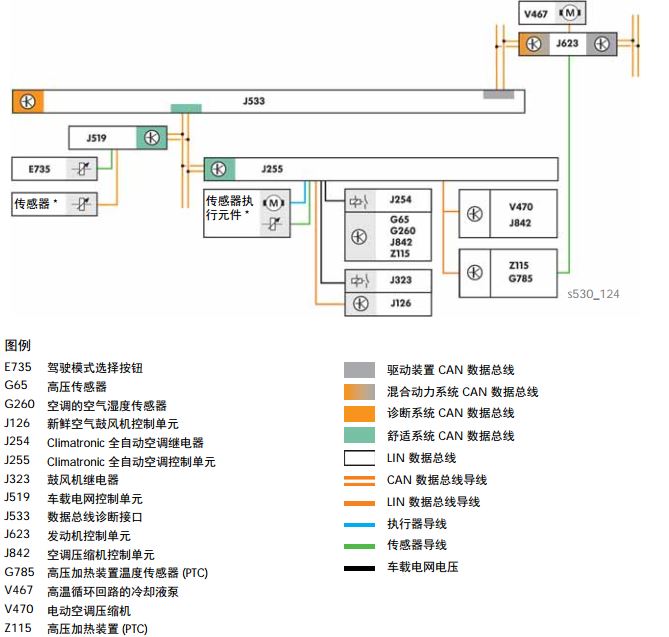 V467
J623
J533
J519
E735
传感器 *
J255
传感器执
行元件 *
J254
G65
G260
J842
Z115
J323
J126
V470
J842
Z115
G785
s530_124
图例
E735 驾驶模式选择按钮
G65 高压传感器
G260 空调的空气湿度传感器
J126 新鲜空气鼓风机控制单元
J254 Climatronic 全自动空调继电器
J255 Climatronic 全自动空调控制单元
J323 鼓风机继电器
J519 车载电网控制单元
J533 数据总线诊断接口
J623 发动机控制单元
J842 空调压缩机控制单元
G785 高压加热装置温度传感器 (PTC)
V467 高温循环回路的冷却液泵
V470 电动空调压缩机
Z115 高压加热装置 (PTC)
驱动装置 CAN 数据总线
混合动力系统 CAN 数据总线
诊断系统 CAN 数据总线
舒适系统 CAN 数据总线
LIN 数据总线
CAN 数据总线导线
LIN 数据总线导线
执行器导线
传感器导线
车载电网电压